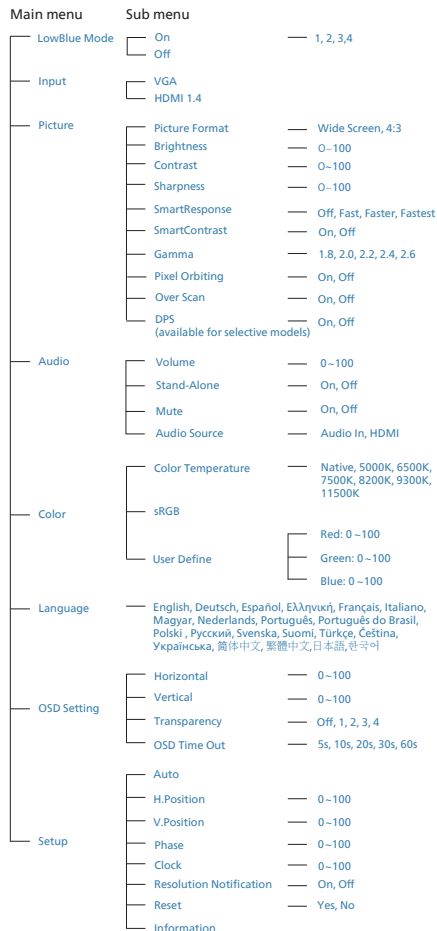 Main menu Sub menu
LowBlue Mode On 1, 2, 3,4
Off
Input VGA
HDMI 1.4
Picture Picture Format Wide Screen, 4:3
Brightness 0~100
Contrast 0~100
Sharpness 0~100
SmartResponse Off, Fast, Faster, Fastest
SmartContrast On, Off
Gamma 1.8, 2.0, 2.2, 2.4, 2.6
Pixel Orbiting On, Off
Over Scan On, Off
DPS On, Off
(available for selective models)
Audio Volume 0~100
Stand-Alone On, Off
Mute On, Off
Audio Source Audio In, HDMI
Color Temperature Native, 5000K, 6500K,
7500K, 8200K, 9300K,
11500K
Color sRGB
Red: 0~100
User Define Green: 0~100
Blue: 0~100
Language English, Deutsch, Español, Ελληνική, Français, Italiano,
Magyar, Nederlands, Português, Português do Brasil,
Polski , Русский, Svenska, Suomi, Türkçe, Čeština,
Українська, 简体中文, 繁體中文,日本語,한국어
Horizontal 0~100
Vertical 0~100
OSD Setting Transparency Off, 1, 2, 3, 4
OSD Time Out 5s, 10s, 20s, 30s, 60s
Auto
H.Position 0~100
V.Position 0~100
Setup Phase 0~100
Clock 0~100
Resolution Notification On, Off
Reset Yes, No
Information